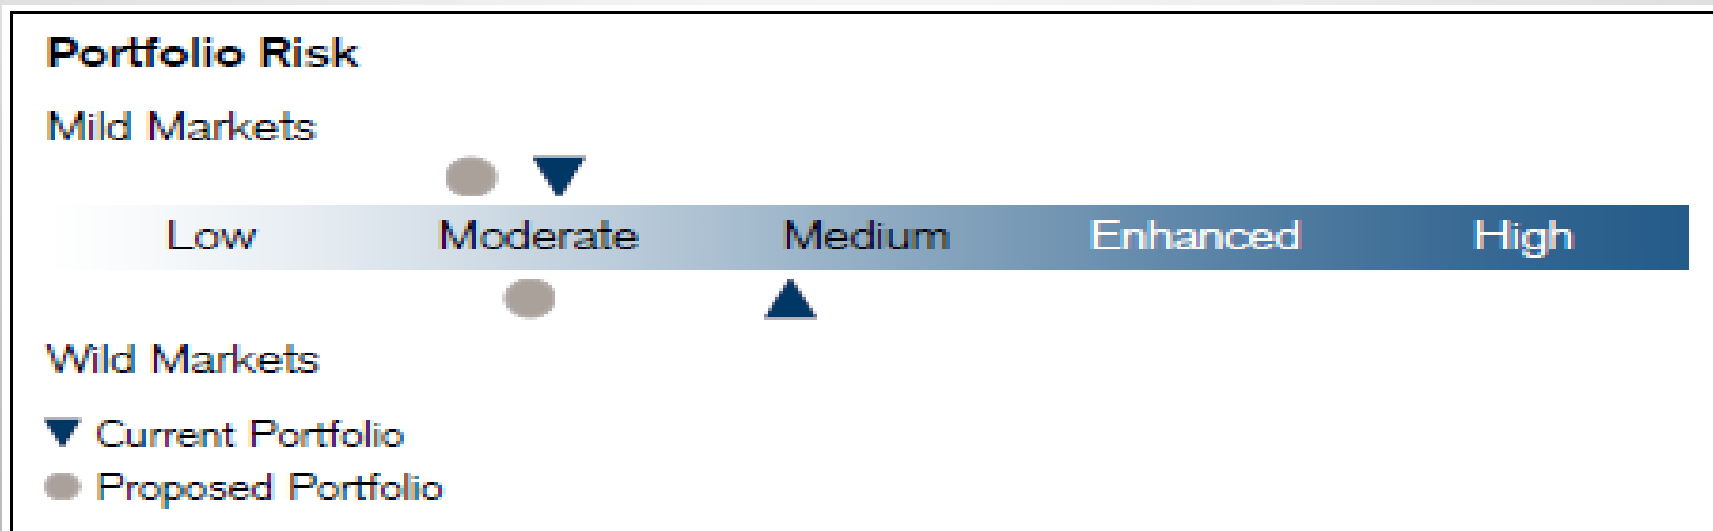 Portfolio Risk
Mild Markets
Low Moderate Medium Enhanced High
Wild Markets
Current Portfolio
Proposed Portfolio